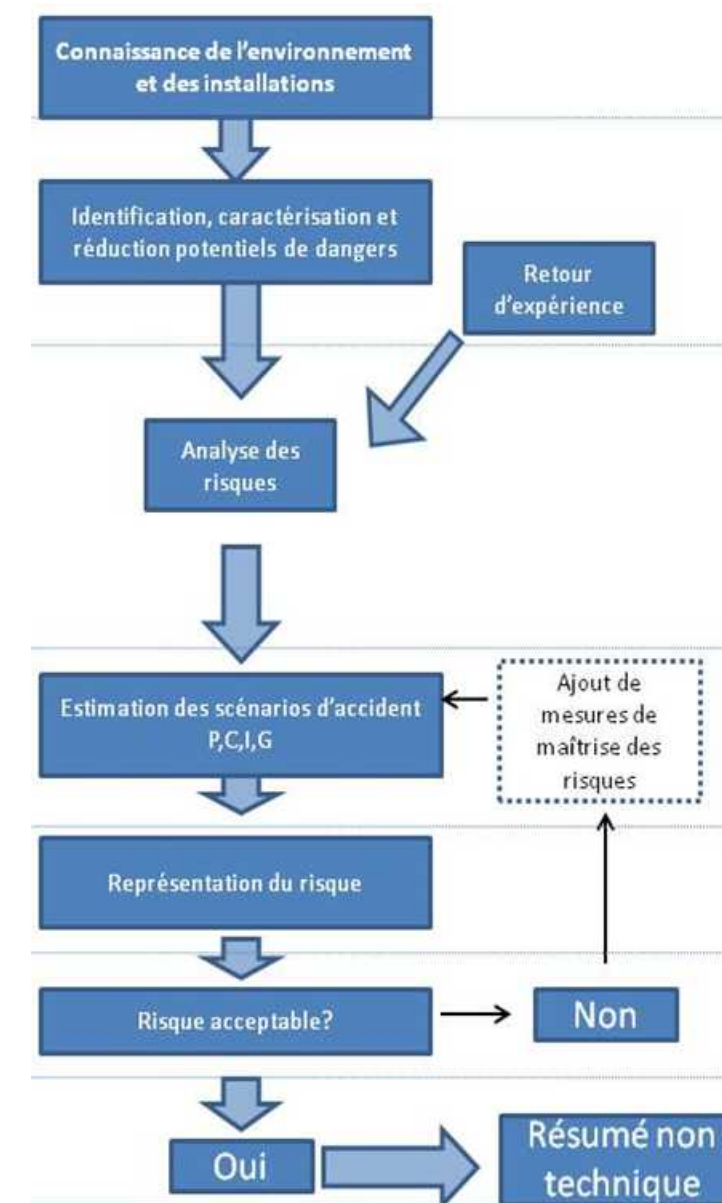 Connaissance de l'environnement
et des installations
Identification, caractérisation et
réduction potentiels de dangers
Retour
d'expérience
Analyse des
risques
Estimation des scénarios d'accident
P,C,I,G
Ajout de
mesures de
maîtrise des
risques
Représentation du risque
Risque acceptable?
Non
Oui
Résumé non
technique